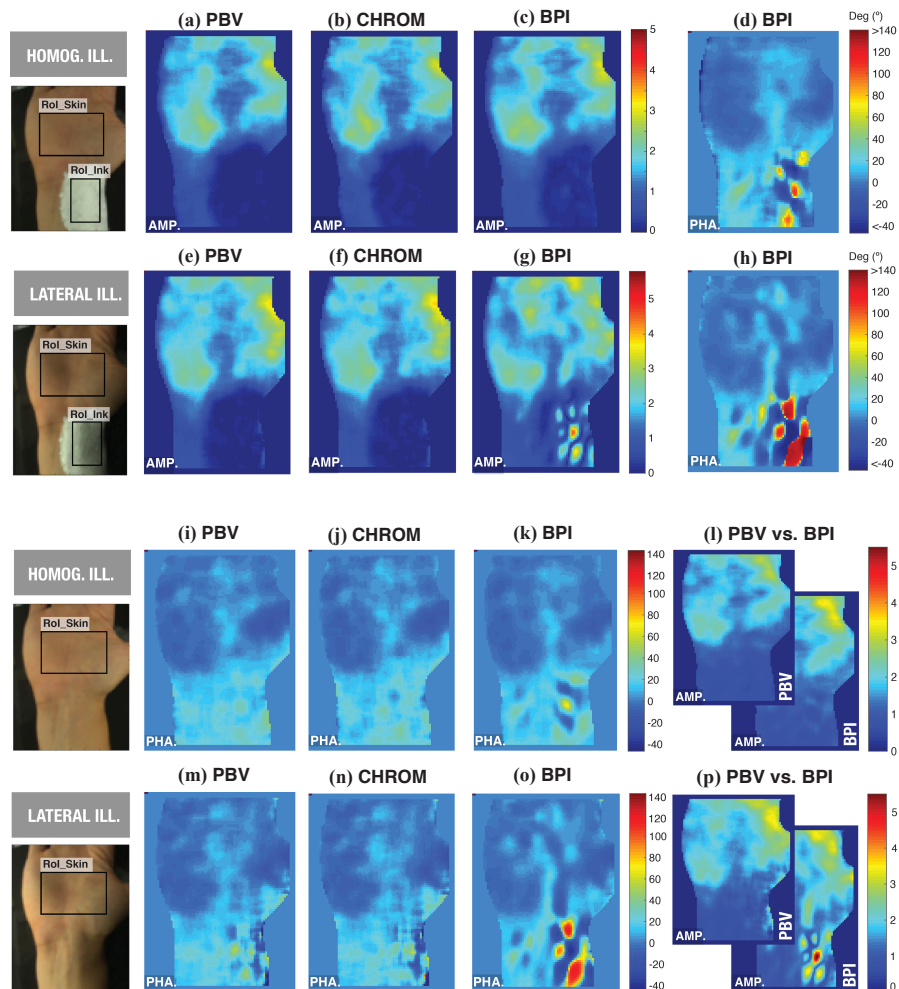 (a) PBV (b) CHROM (c) BPI (d) BPI
HOMOG. ILL.
RoI_Skin
RoI_Ink
AMP. AMP. AMP. PHA.
5
4
3
2
1
0
Deg (º)
>140
120
100
80
60
40
20
0
-20
<-40
(e) PBV (f) CHROM (g) BPI (h) BPI
LATERAL ILL.
RoI_Skin
RoI_Ink
AMP. AMP. AMP. PHA.
5
4
3
2
1
0
Deg (º)
>140
120
100
80
60
40
20
0
-20
<-40
(i) PBV (j) CHROM (k) BPI (l) PBV vs. BPI
HOMOG. ILL.
RoI_Skin
PHA. PHA. PHA.
140
120
100
80
60
40
20
0
-20
-40
AMP. PBV
AMP. BPI
5
4
3
2
1
0
(m) PBV (n) CHROM (o) BPI (p) PBV vs. BPI
LATERAL ILL.
RoI_Skin
PHA. PHA. PHA.
140
120
100
80
60
40
20
0
-20
-40
AMP. PBV
AMP. BPI
5
4
3
2
1
0